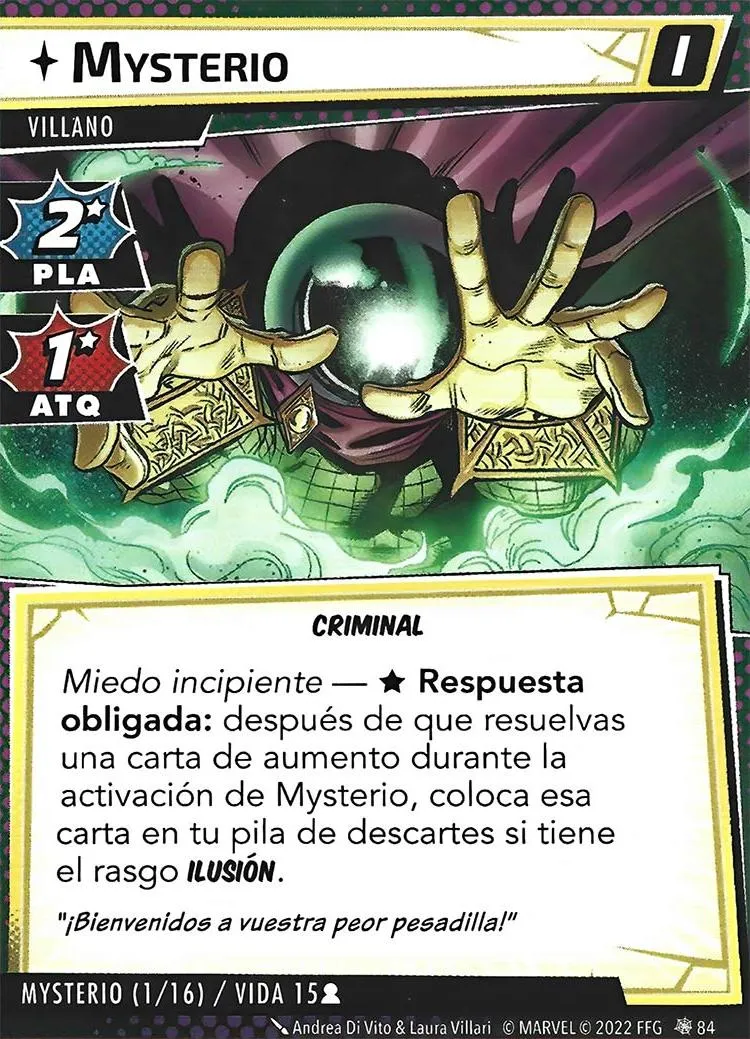 MYSTERIO
I
VILLANO
2★
PLA
1★
ATQ
CRIMINAL
Miedo incipiente — ★ Respuesta
obligada: después de que resuelvas
una carta de aumento durante la
activación de Mysterio, coloca esa
carta en tu pila de descartes si tiene
el rasgo ILUSIÓN.
"¡Bienvenidos a vuestra peor pesadilla!"
MYSTERIO (1/16) / VIDA 15
Andrea Di Vito & Laura Villari © MARVEL © 2022 FFG 84